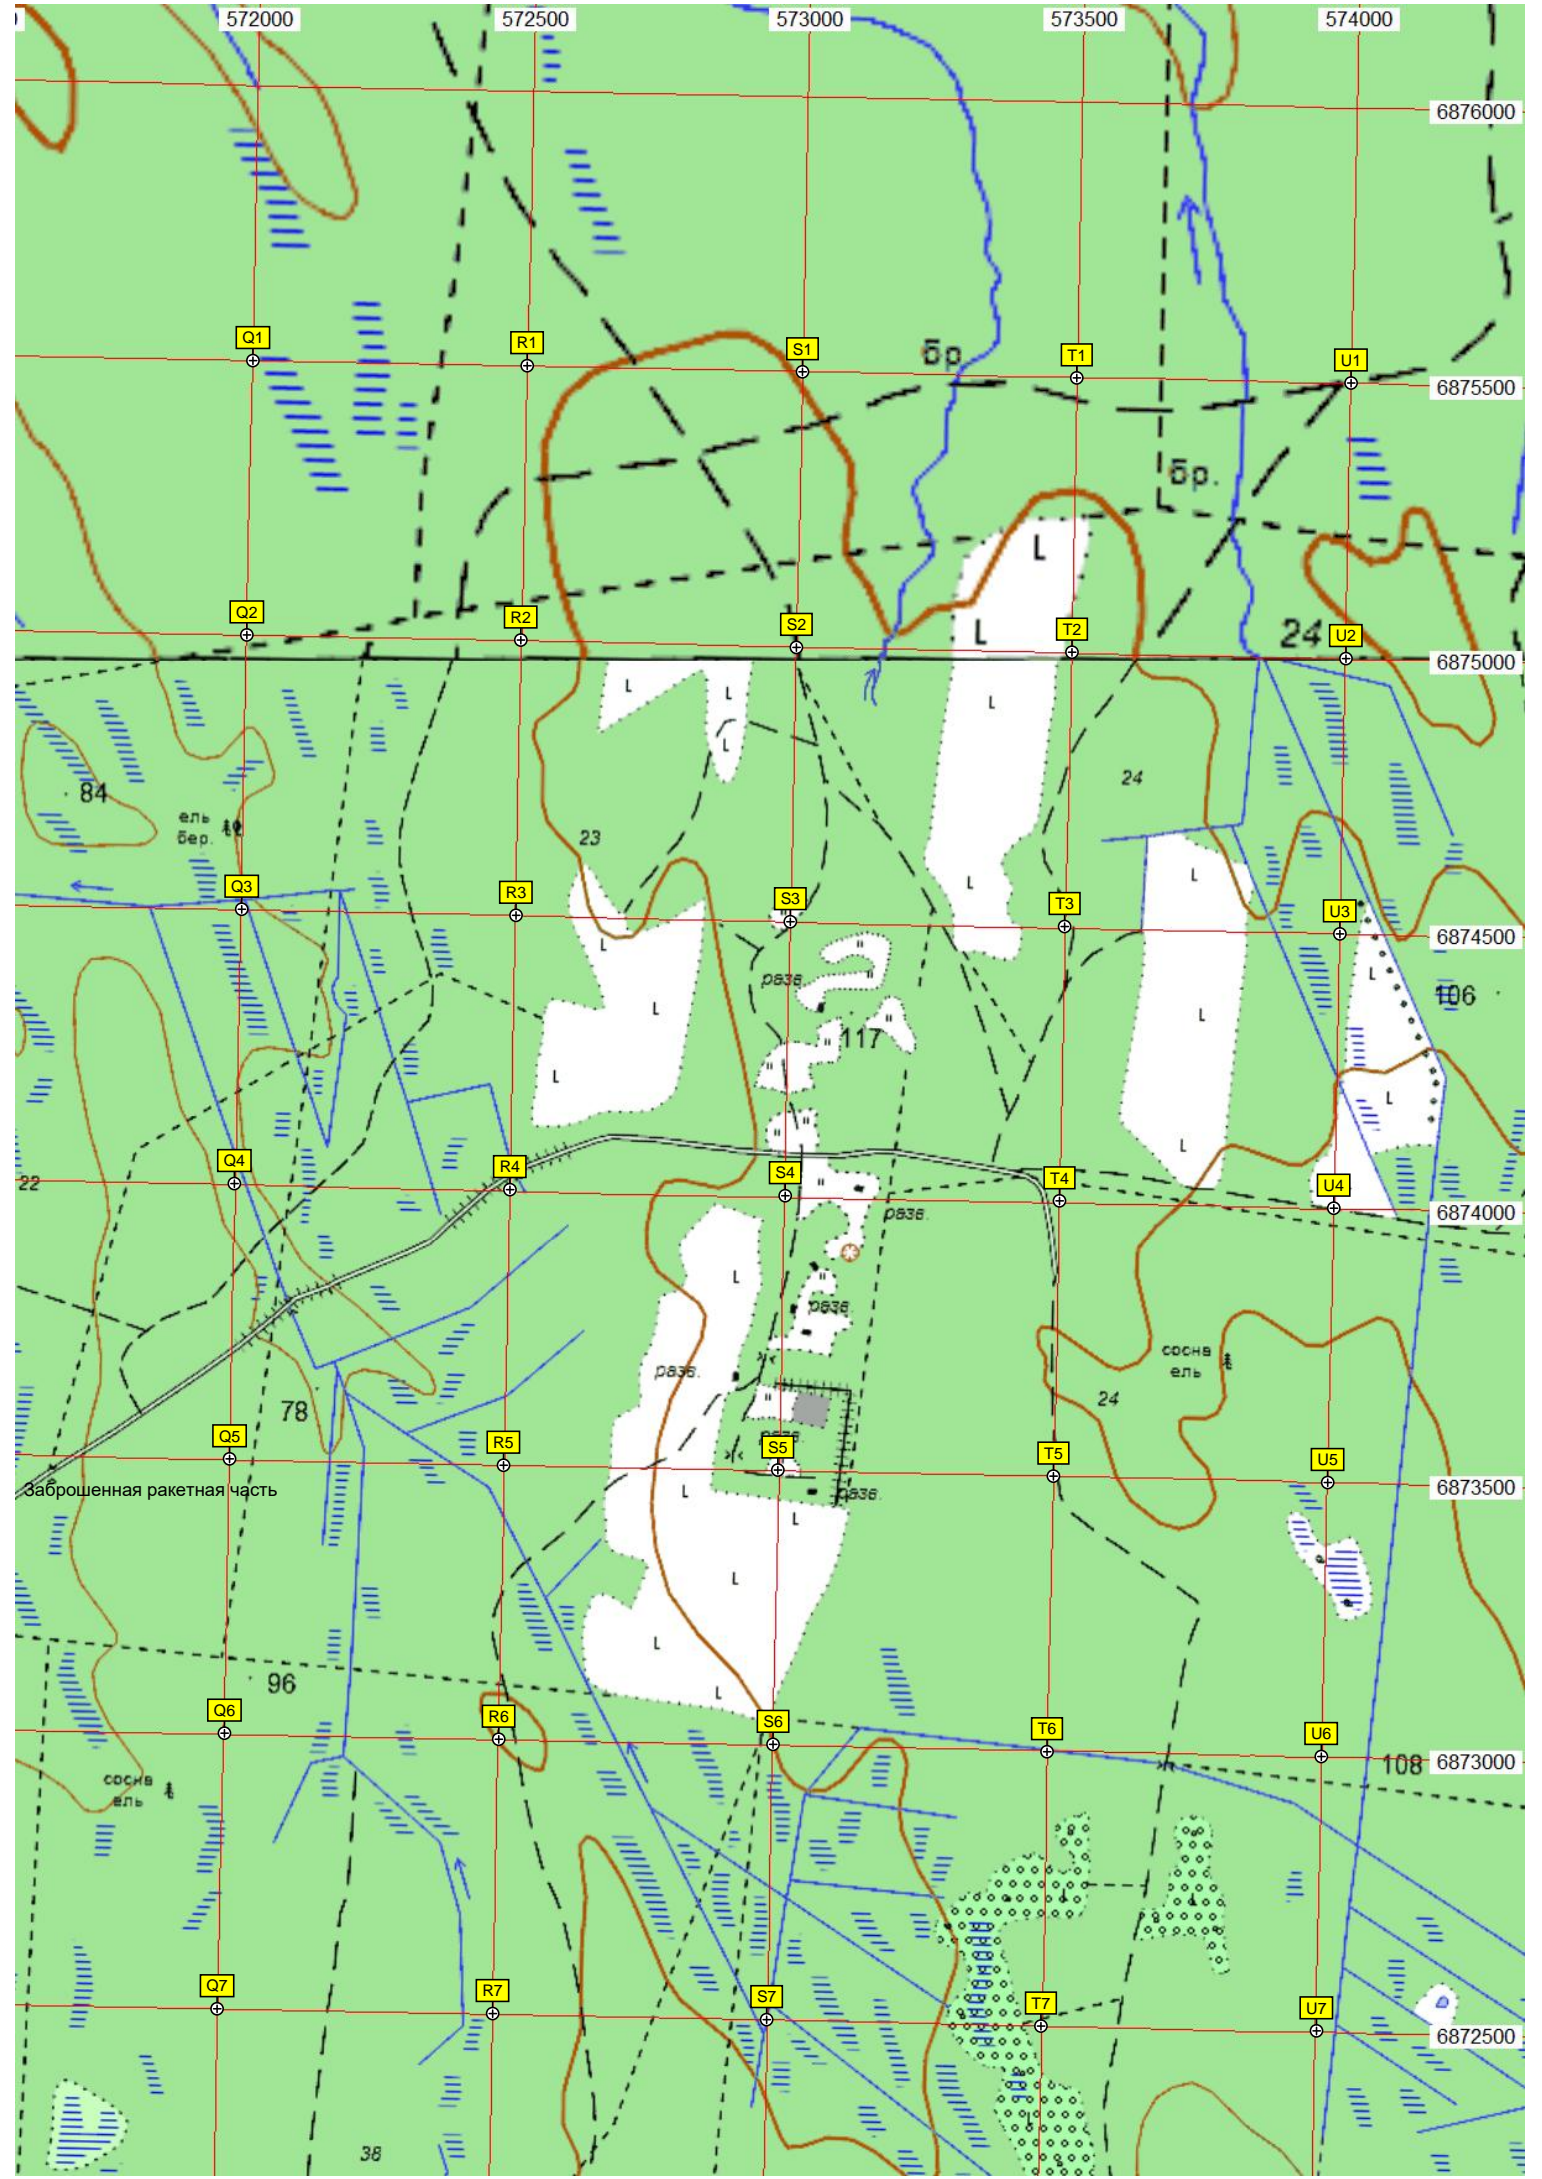 572000 572500 573000 573500 574000
6876000
Q1 R1 S1 T1 U1
бр
6875500
бр.
L
Q2 R2 S2 T2 24 U2
L
6875000
L L L
L
84 24
ель
бер.
23
L L
Q3 R3 S3 T3 U3
6874500
L
разв. L
106
L L
117
L L
L
Q4 R4 S4 T4 U4
22
разв.
6874000
L
разв.
сосна
ель
разв.
24
78
Q5 R5 разв. S5 T5 U5
Заброшенная ракетная часть
L разв.
6873500
L
L
L
96
L
Q6 R6 S6 T6 U6
108
6873000
сосна
ель
Q7 R7 S7 T7 U7
6872500
38